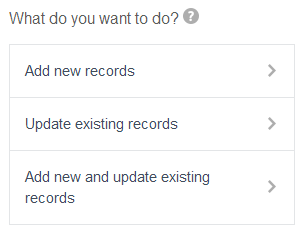 What do you want to do? ?
Add new records
Update existing records
Add new and update existing
records